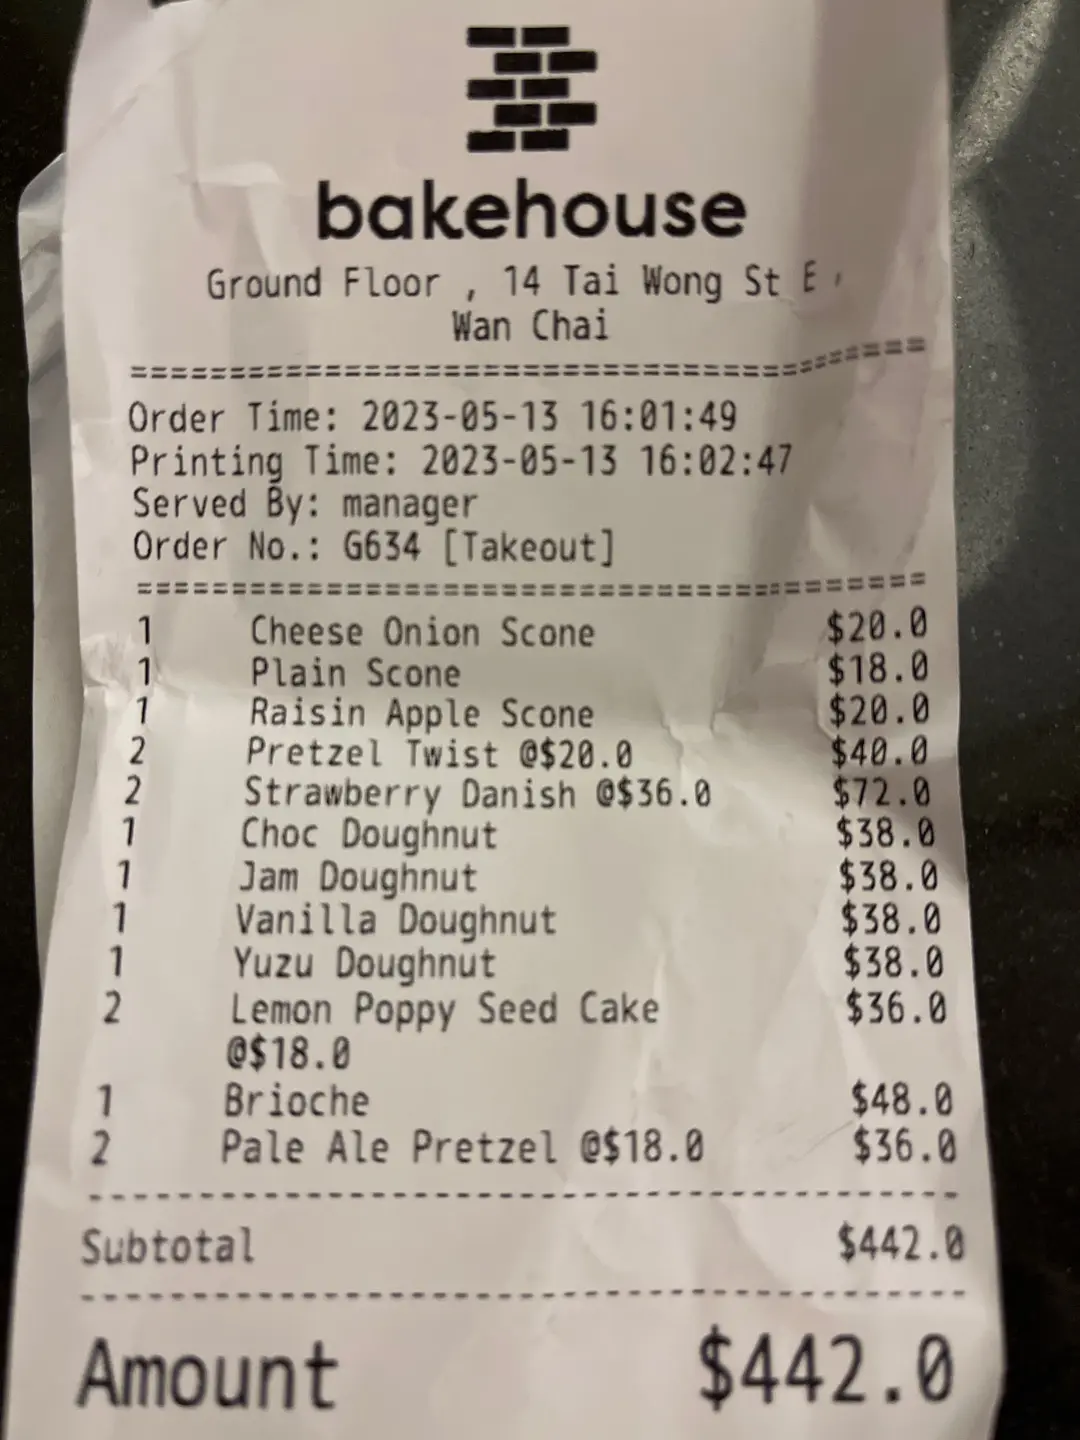 bakehouse
Ground Floor , 14 Tai Wong St E ,
Wan Chai
========================================
Order Time: 2023-05-13 16:01:49
Printing Time: 2023-05-13 16:02:47
Served By: manager
Order No.: G634 [Takeout]
========================================
1 Cheese Onion Scone $20.0
1 Plain Scone $18.0
1 Raisin Apple Scone $20.0
2 Pretzel Twist @$20.0 $40.0
2 Strawberry Danish @$36.0 $72.0
1 Choc Doughnut $38.0
1 Jam Doughnut $38.0
1 Vanilla Doughnut $38.0
1 Yuzu Doughnut $38.0
2 Lemon Poppy Seed Cake $36.0
@$18.0
1 Brioche $48.0
2 Pale Ale Pretzel @$18.0 $36.0
----------------------------------------
Subtotal $442.0
----------------------------------------
Amount $442.0